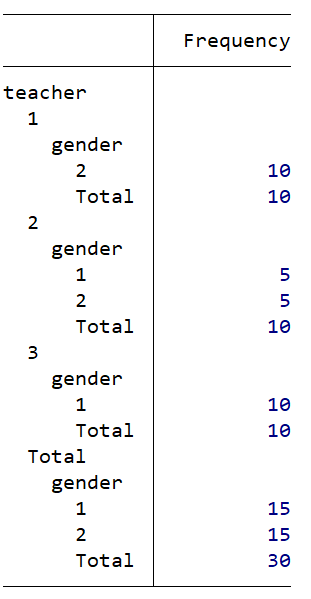 Frequency
teacher
1
gender
2 10
Total 10
2
gender
1 5
2 5
Total 10
3
gender
1 10
Total 10
Total
gender
1 15
2 15
Total 30